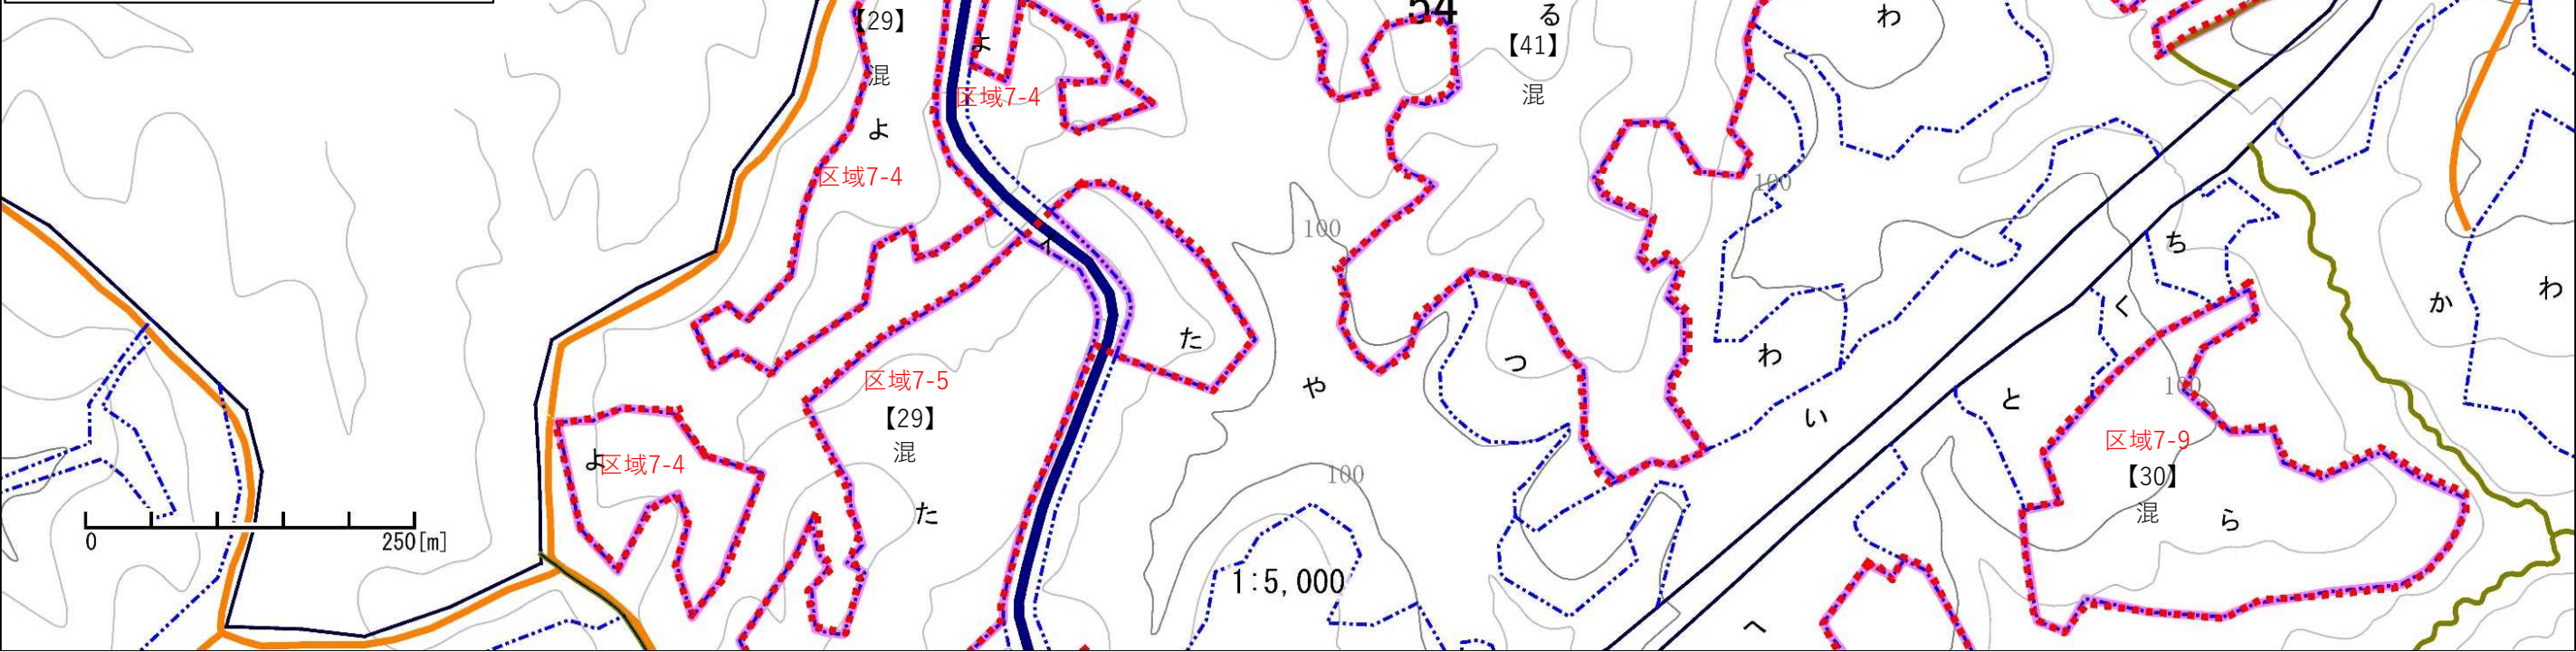 54
【29】
混
よ
区域7-4
よ
区域7-4
る
【41】
混
わ
100
100
イ
た
区域7-5
【29】
混
た
よ
区域7-4
や
つ
わ
い
と
ち
く
か
わ
100
区域7-9
【30】
混
ら
100
へ
0
250[m]
1:5,000